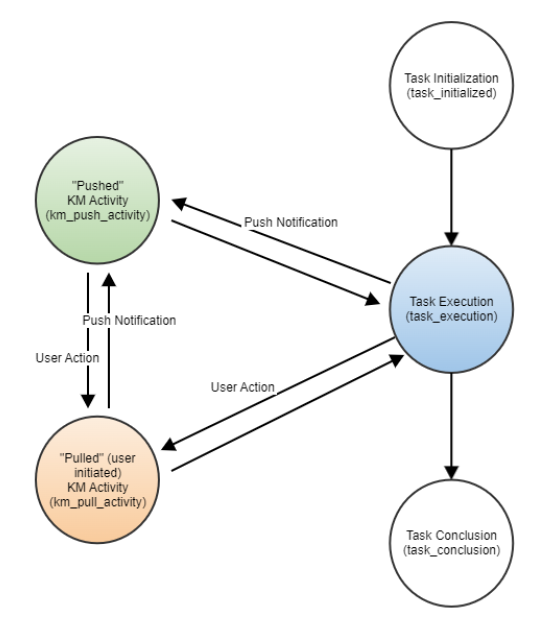 Task Initialization
(task_initialized)
"Pushed"
KM Activity
(km_push_activity)
Push Notification
Task Execution
(task_execution)
Push Notification
User Action
User Action
"Pulled" (user
initiated)
KM Activity
(km_pull_activity)
Task Conclusion
(task_conclusion)